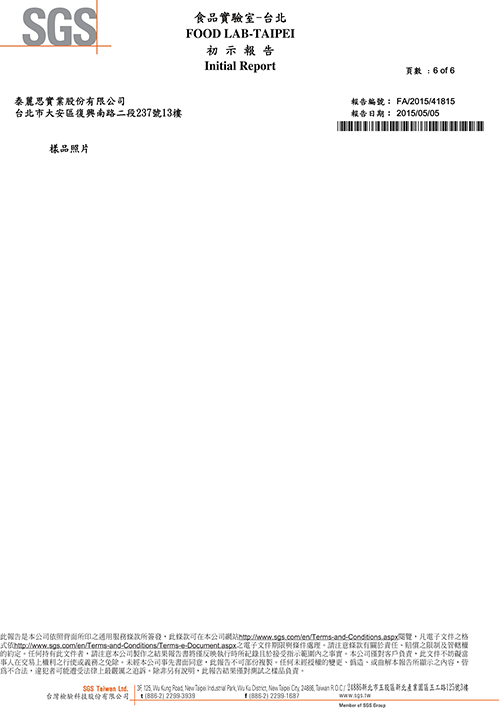 SGS
食品實驗室-台北
FOOD LAB-TAIPEI
初 示 報 告
Initial Report
頁數 : 6 of 6
泰麗思實業股份有限公司
台北市大安區復興南路二段237號13樓
報告編號： FA/2015/41815
報告日期： 2015/05/05
樣品照片
此報告是本公司依照背面所印之通用服務條款所簽發，此條款可在本公司網站http://www.sgs.com/en/Terms-and-Conditions.aspx閱覽，凡電子文件之格
式依http://www.sgs.com/en/Terms-and-Conditions/Terms-e-Document.aspx之電子文件期限與條件處理。請注意條款有關於責任、賠償之限制及管轄權
的約定。任何持有此文件者，請注意本公司製作之結果報告書將僅反映執行時所紀錄且於接受指示範圍內之事實。本公司僅對客戶負責，此文件不妨礙當
事人在交易上權利之行使或義務之免除。未經本公司事先書面同意，此報告不可部份複製。任何未經授權的變更、偽造、或曲解本報告所顯示之內容，皆
為不合法，違犯者可能遭受法律上最嚴厲之追訴。除非另有說明，此報告結果僅對測試之樣品負責。
SGS Taiwan Ltd.
3F, 125, Wu Kung Road, New Taipei Industrial Park, Wu Ku District, New Taipei City, 24886, Taiwan R.O.C./ 24886新北市五股區新北產業園區五工路125號3樓
台灣檢驗科技股份有限公司
t (886-2) 2299-3939
f (886-2) 2299-1687
www.sgs.tw
Member of SGS Group